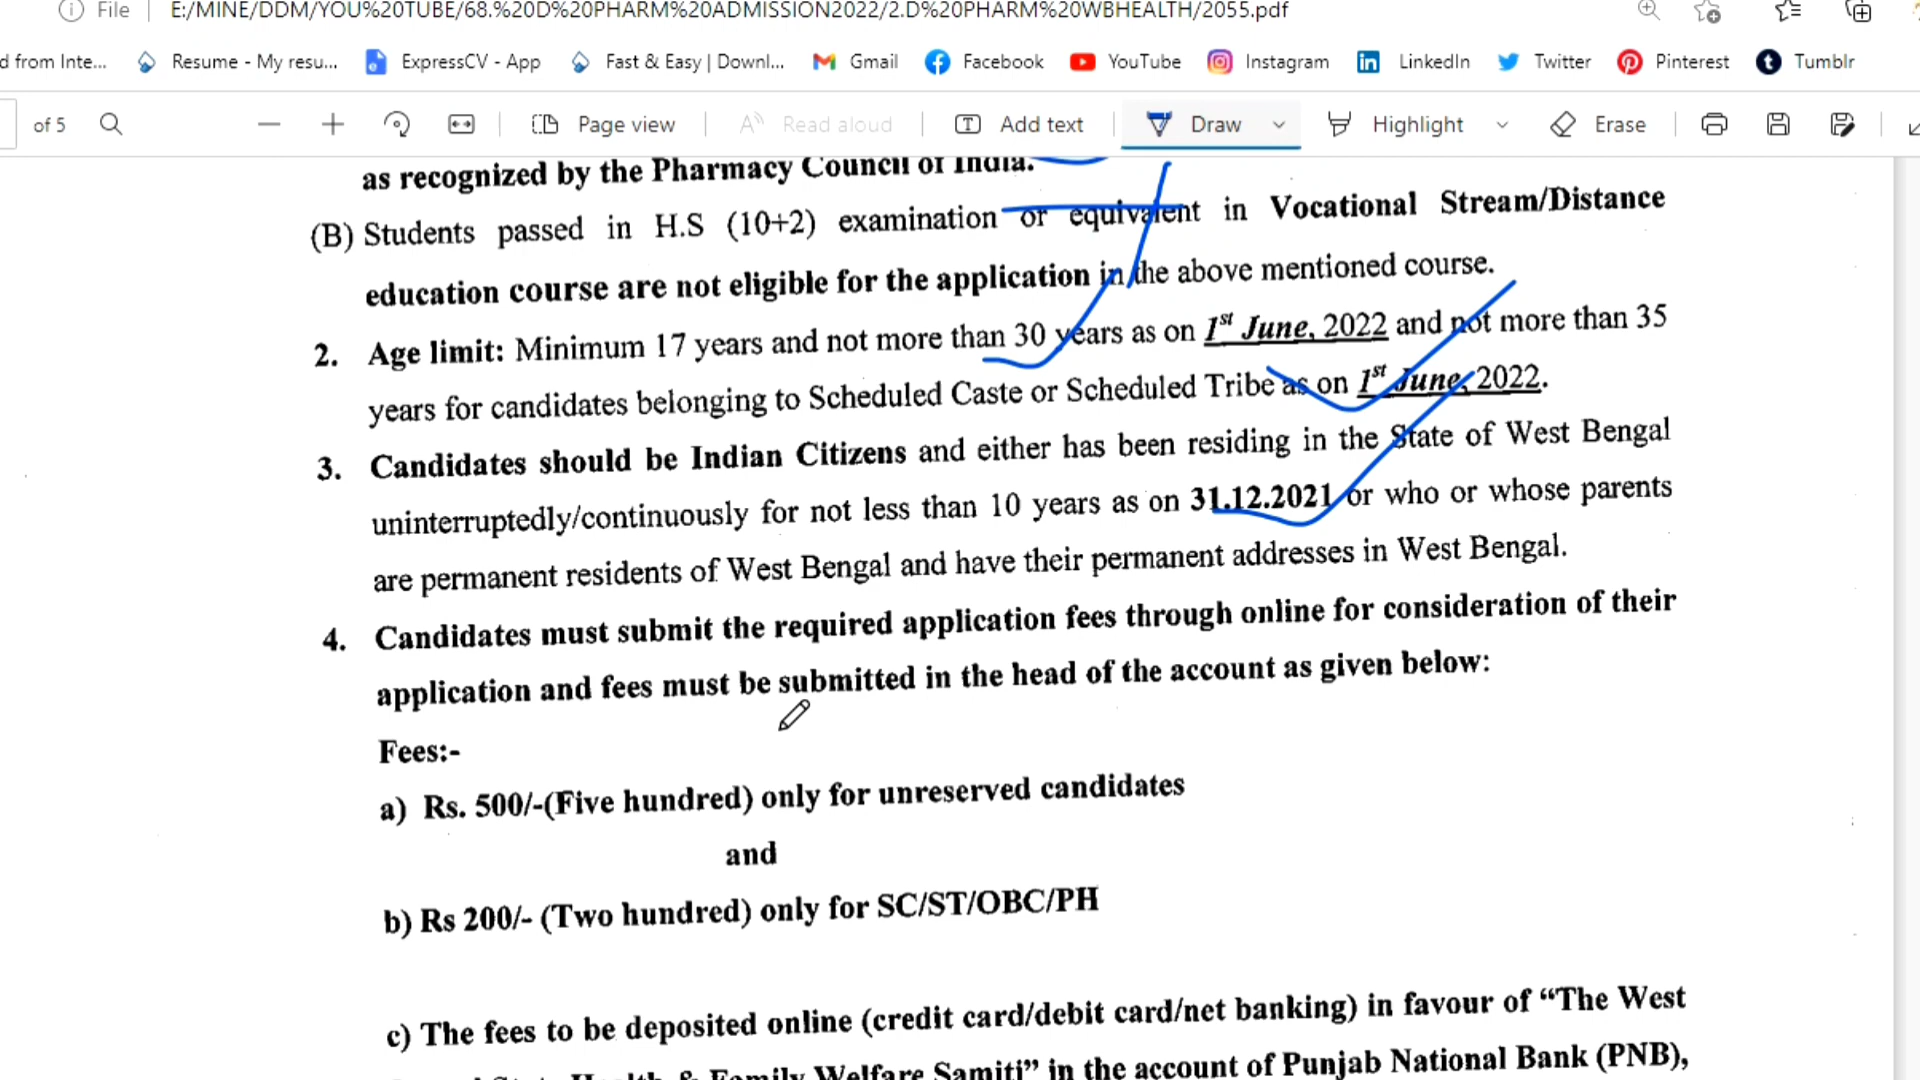 File E:/MINE/DDM/YOU%20TUBE/68.%20D%20PHARM%20ADMISSION2022/2.D%20PHARM%20WBHEALTH/2055.pdf
d from Inte... Resume - My resu... ExpressCV - App Fast & Easy | Downl... Gmail Facebook YouTube Instagram LinkedIn Twitter Pinterest Tumblr
of 5 Page view Read aloud Add text Draw Highlight Erase
as recognized by the Pharmacy Council of India.
(B) Students passed in H.S (10+2) examination or equivalent in Vocational Stream/Distance
education course are not eligible for the application in the above mentioned course.
2. Age limit: Minimum 17 years and not more than 30 years as on 1st June, 2022 and not more than 35
years for candidates belonging to Scheduled Caste or Scheduled Tribe as on 1st June, 2022.
3. Candidates should be Indian Citizens and either has been residing in the State of West Bengal
uninterruptedly/continuously for not less than 10 years as on 31.12.2021 or who or whose parents
are permanent residents of West Bengal and have their permanent addresses in West Bengal.
4. Candidates must submit the required application fees through online for consideration of their
application and fees must be submitted in the head of the account as given below:
Fees:-
a) Rs. 500/-(Five hundred) only for unreserved candidates
and
b) Rs 200/- (Two hundred) only for SC/ST/OBC/PH
c) The fees to be deposited online (credit card/debit card/net banking) in favour of “The West
Health & Family Welfare Samiti” in the account of Punjab National Bank (PNB),